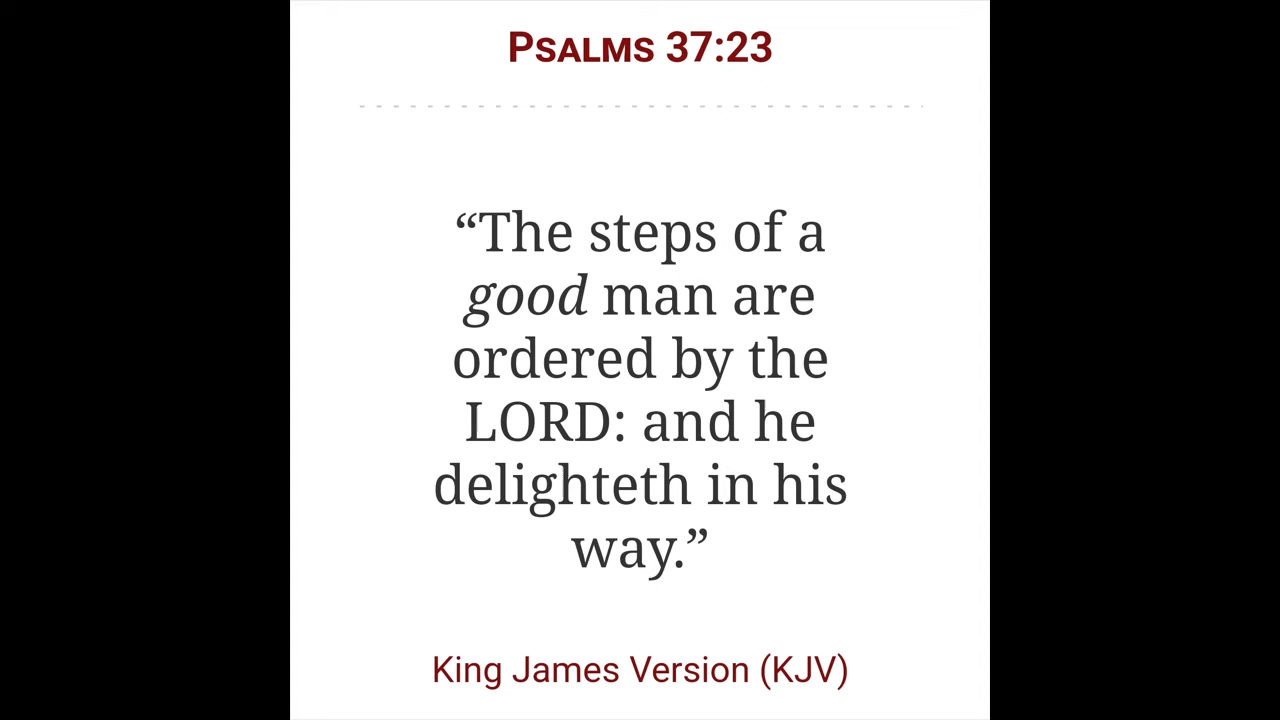 Psalms 37:23
“The steps of a
good man are
ordered by the
LORD: and he
delighteth in his
way.”
King James Version (KJV)